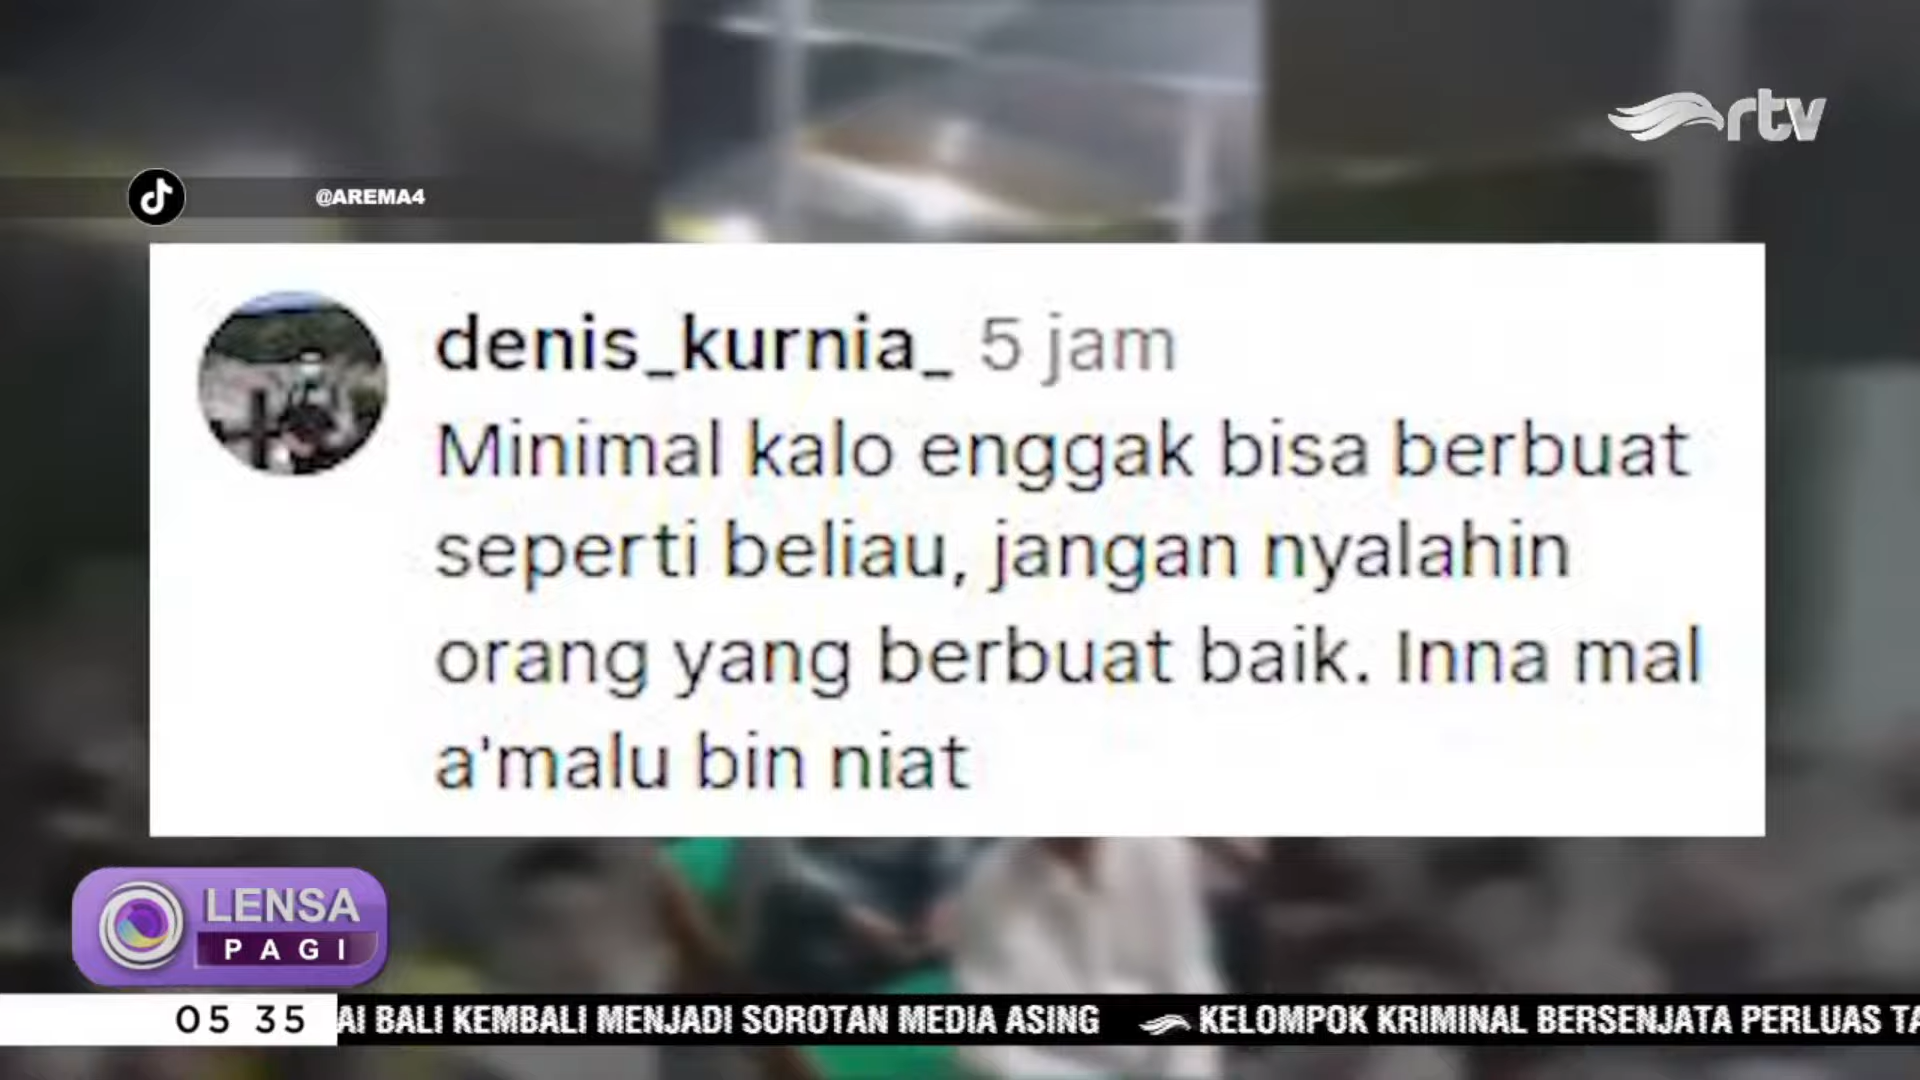 rtv
@AREMA4
denis_kurnia_ 5 jam
Minimal kalo enggak bisa berbuat
seperti beliau, jangan nyalahin
orang yang berbuat baik. Inna mal
a'malu bin niat
LENSA
PAGI
05 35 AI BALI KEMBALI MENJADI SOROTAN MEDIA ASING KELOMPOK KRIMINAL BERSENJATA PERLUAS TA